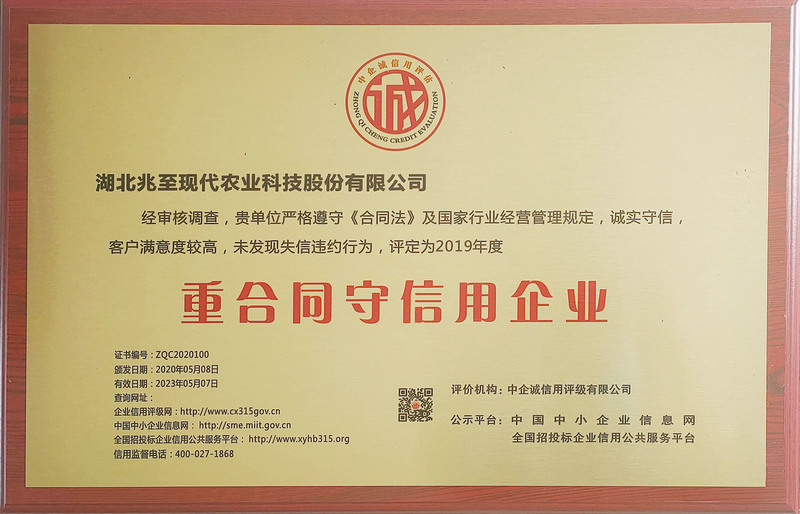 中企诚信用评估
诚
ZHONG QI CHENG CREDIT EVALUATION
湖北兆至现代农业科技股份有限公司
经审核调查，贵单位严格遵守《合同法》及国家行业经营管理规定，诚实守信，
客户满意度较高，未发现失信违约行为，评定为2019年度
重合同守信用企业
证书编号：ZQC2020100
颁发日期：2020年05月08日
有效日期：2023年05月07日
查询网址：
企业信用评级网：http://www.cx315gov.cn
中国中小企业信息网：http://sme.miit.gov.cn
全国招投标企业信用公共服务平台：http://www.xyhb315.org
信用监督电话：400-027-1868
评价机构：中企诚信用评级有限公司
公示平台：中国中小企业信息网
全国招投标企业信用公共服务平台